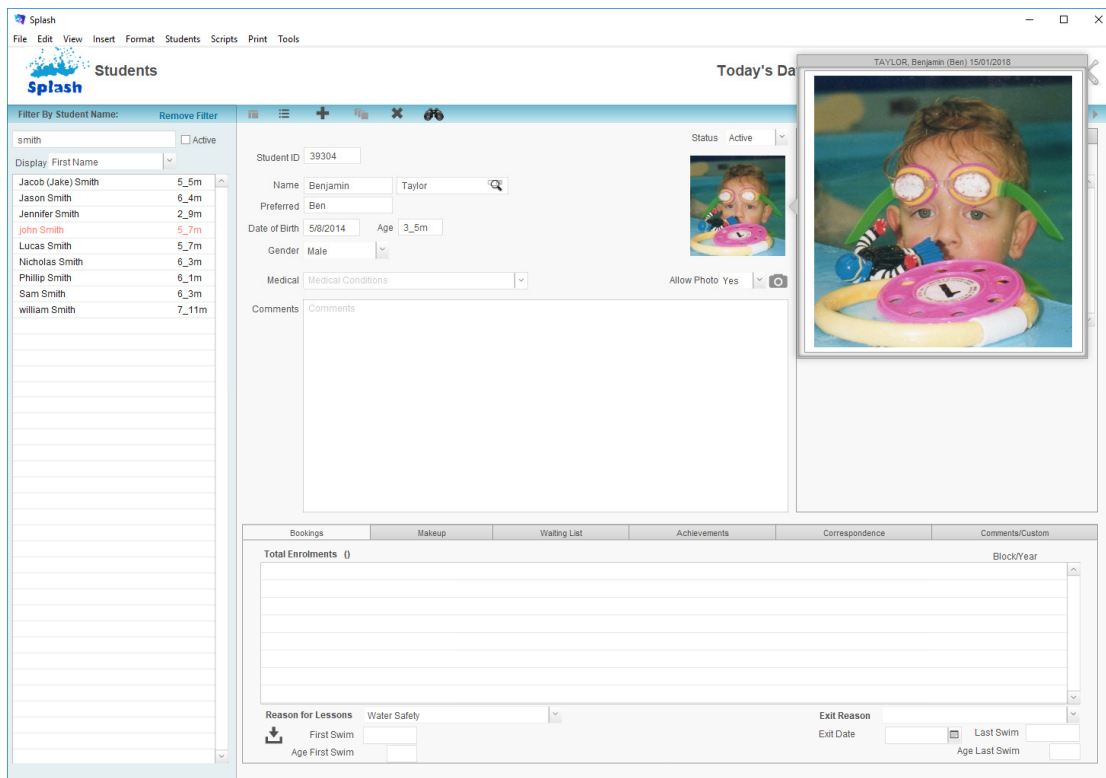 Splash
File Edit View Insert Format Students Scripts Print Tools
Splash
Students
Today's Da
TAYLOR, Benjamin (Ben) 15/01/2018
Filter By Student Name: Remove Filter
smith Active
Display First Name
Jacob (Jake) Smith 5_5m
Jason Smith 6_4m
Jennifer Smith 2_9m
john Smith 5_7m
Lucas Smith 5_7m
Nicholas Smith 6_3m
Phillip Smith 6_1m
Sam Smith 6_3m
william Smith 7_11m
Status Active
Student ID 39304
Name Benjamin Taylor
Preferred Ben
Date of Birth 5/8/2014 Age 3_5m
Gender Male
Medical Medical Conditions
Allow Photo Yes
Comments Comments
Bookings Makeup Waiting List Achievements Correspondence Comments/Custom
Total Enrolments ()
Block/Year
Reason for Lessons Water Safety
Exit Reason
First Swim
Exit Date
Last Swim
Age First Swim
Age Last Swim